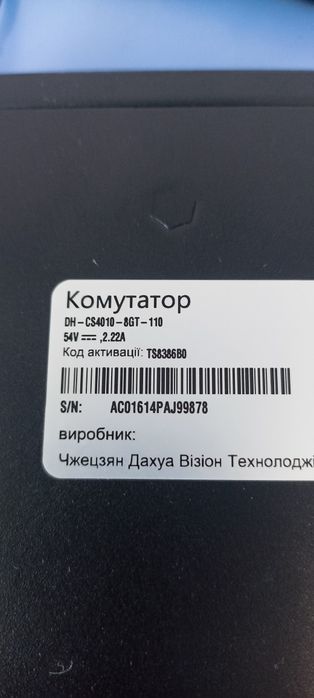 Комутатор
DH-CS4010-8GT-110
54V ⎓ ,2.22A
Код активації: TS8386B0
S/N: AC01614PAJ99878
виробник:
Чжецзян Дахуа Візіон Технолоджі